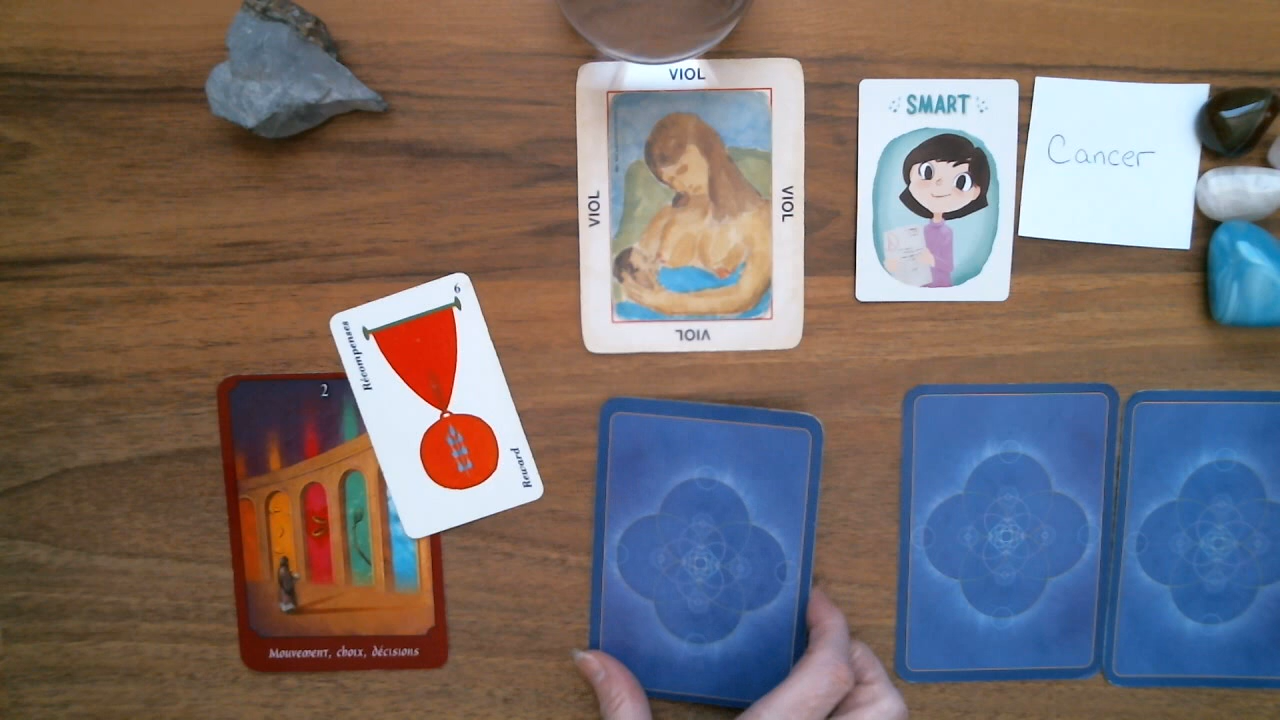 VIOL
VIOL
VIOL
VIOL
SMART
Cancer
6
Récompenses
Reward
2
Mouvement, choix, décisions